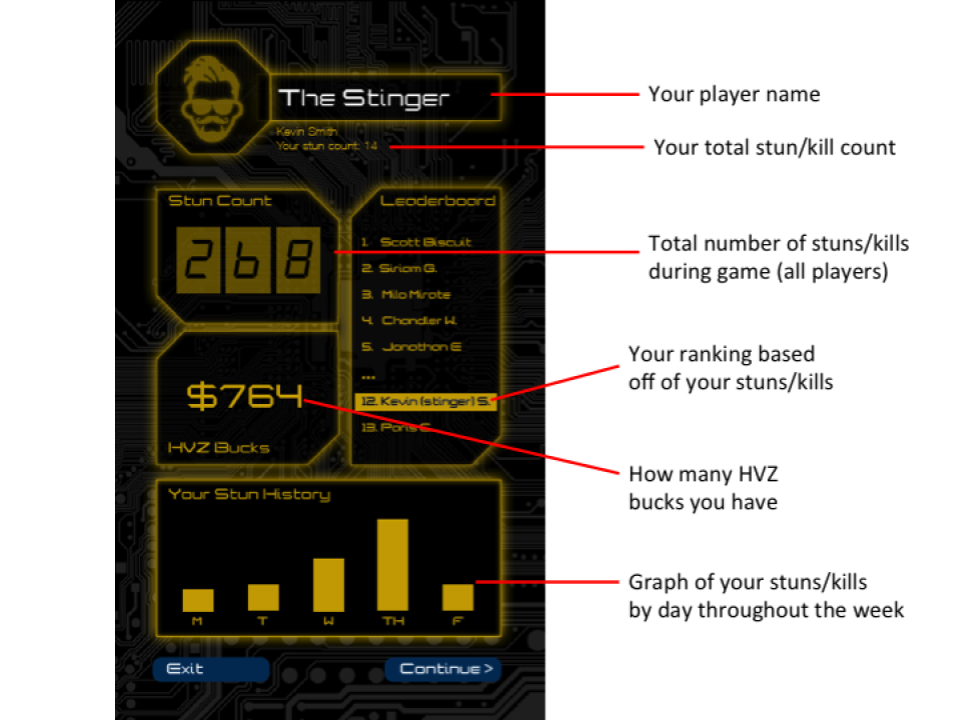 The Stinger
Your player name
Kevin Smith
Your stun count: 14
Your total stun/kill count
Stun Count
268
Total number of stuns/kills
during game (all players)
Leaderboard
1. Scott Biscuit
2. Siriam G.
3. Milo Mirote
4. Chandler W.
5. Jonathon E
...
12. Kevin (stinger) S.
13. Paris C.
Your ranking based
off of your stuns/kills
$764
HVZ Bucks
How many HVZ
bucks you have
Your Stun History
M T W TH F
Graph of your stuns/kills
by day throughout the week
Exit
Continue >